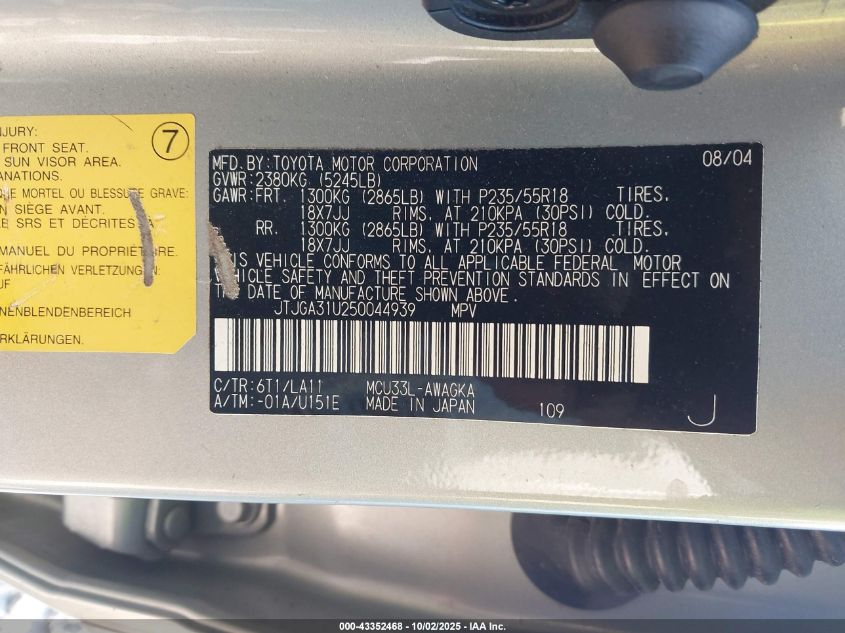 NJURY:
FRONT SEAT.
SUN VISOR AREA.
ANATIONS.
MORTEL OU BLESSURE GRAVE:
N SIÈGE AVANT.
LE SRS ET DÉCRITES A
MANUEL DU PROPRIÉTAIRE.
FÄHRLICHEN VERLETZUNGEN:
UF
NENBLENDENBEREICH
ERKLÄRUNGEN.
7
MFD.BY:TOYOTA MOTOR CORPORATION 08/04
GVWR:2380KG (5245LB)
GAWR:FRT. 1300KG (2865LB) WITH P235/55R18 TIRES.
18X7JJ RIMS. AT 210KPA (30PSI) COLD.
RR. 1300KG (2865LB) WITH P235/55R18 TIRES.
18X7JJ RIMS. AT 210KPA (30PSI) COLD.
THIS VEHICLE CONFORMS TO ALL APPLICABLE FEDERAL MOTOR
VEHICLE SAFETY AND THEFT PREVENTION STANDARDS IN EFFECT ON
THE DATE OF MANUFACTURE SHOWN ABOVE.
JTJGA31U250044939 MPV
C/TR:6T1/LA11 MCU33L-AWAGKA
A/TM:-01A/U151E MADE IN JAPAN 109 J
000-43352468 - 10/02/2025 - IAA Inc.